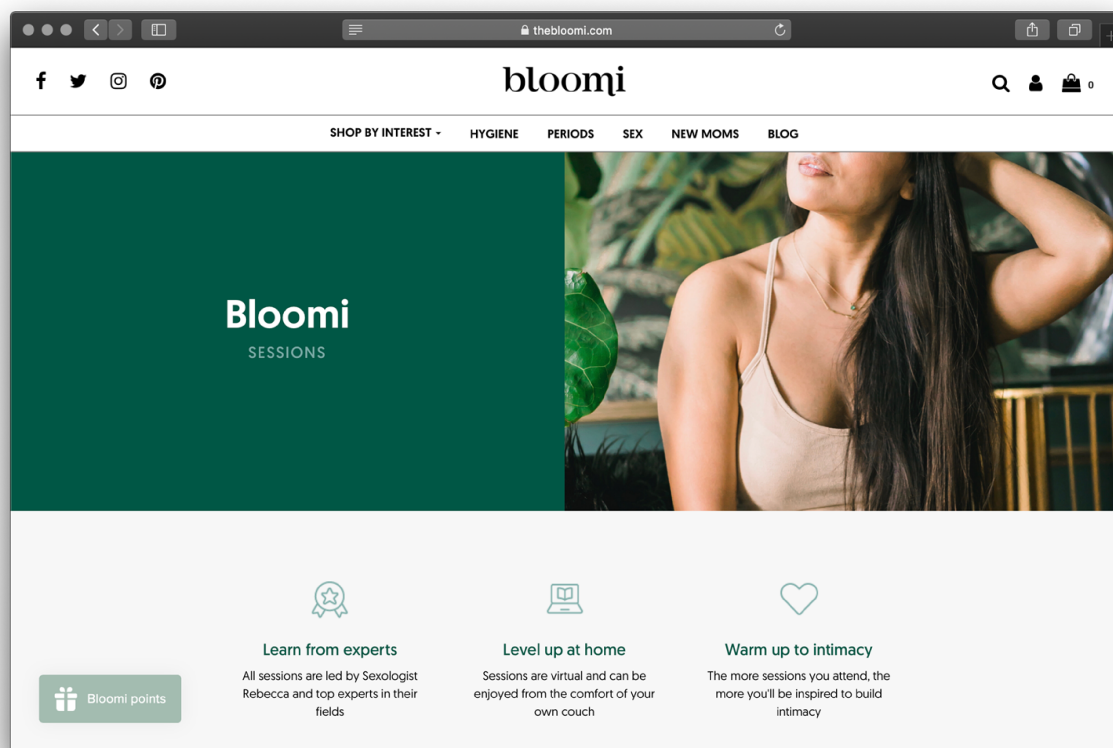 thebloomi.com
bloomi
0
SHOP BY INTEREST
HYGIENE
PERIODS
SEX
NEW MOMS
BLOG
Bloomi
SESSIONS
Learn from experts
All sessions are led by Sexologist
Rebecca and top experts in their
fields
Level up at home
Sessions are virtual and can be
enjoyed from the comfort of your
own couch
Warm up to intimacy
The more sessions you attend, the
more you'll be inspired to build
intimacy
Bloomi points